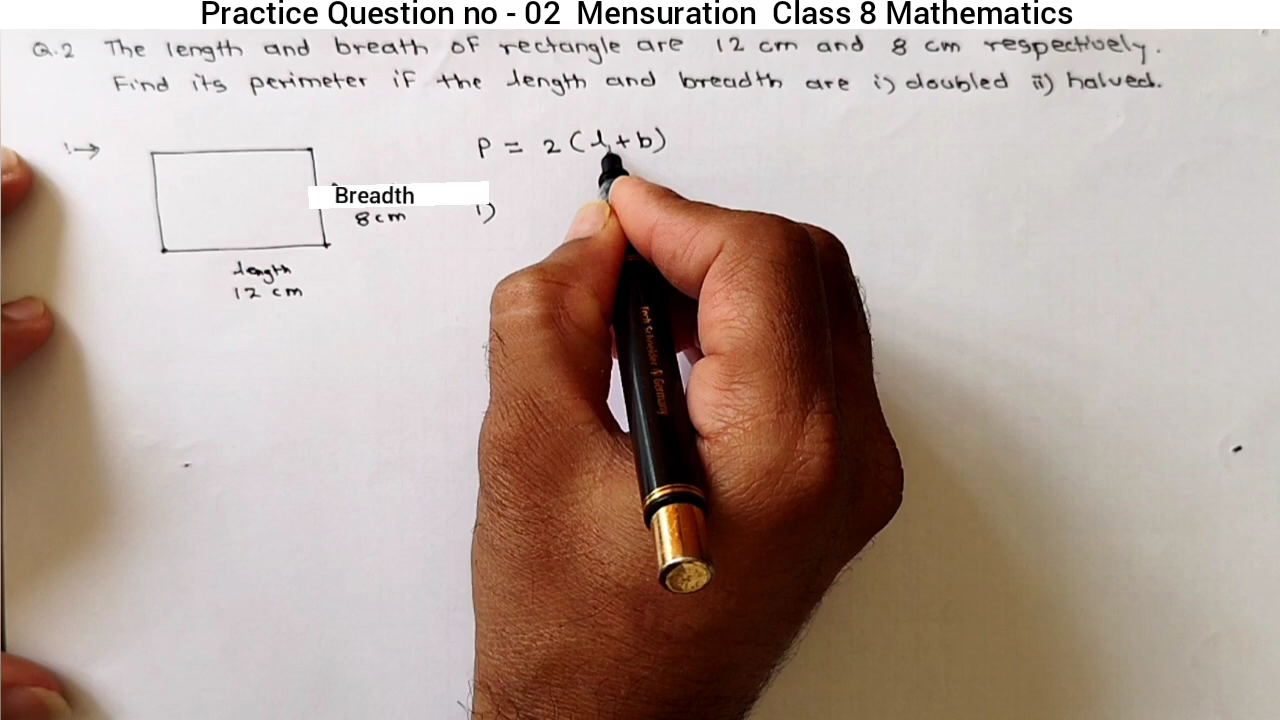 Practice Question no - 02 Mensuration Class 8 Mathematics
Q.2 The length and breath of rectangle are 12 cm and 8 cm respectively.
Find its perimeter if the length and breadth are i) doubled ii) halved.
P = 2 (l + b)
Breadth
8 cm
i)
length
12 cm
Germany